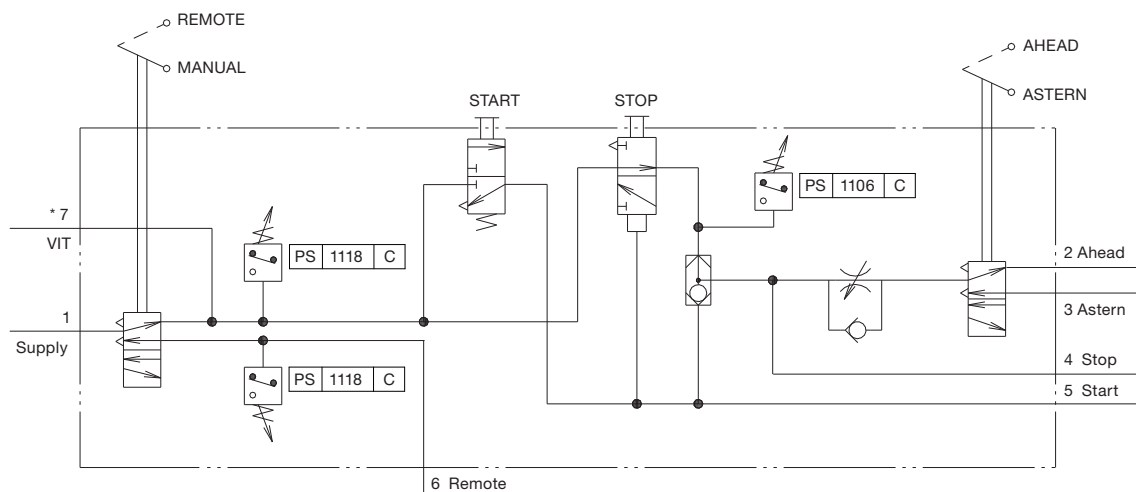 REMOTE
MANUAL
AHEAD
ASTERN
START
STOP
PS 1106 C
* 7
VIT
PS 1118 C
2 Ahead
3 Astern
1
Supply
PS 1118 C
4 Stop
5 Start
6 Remote